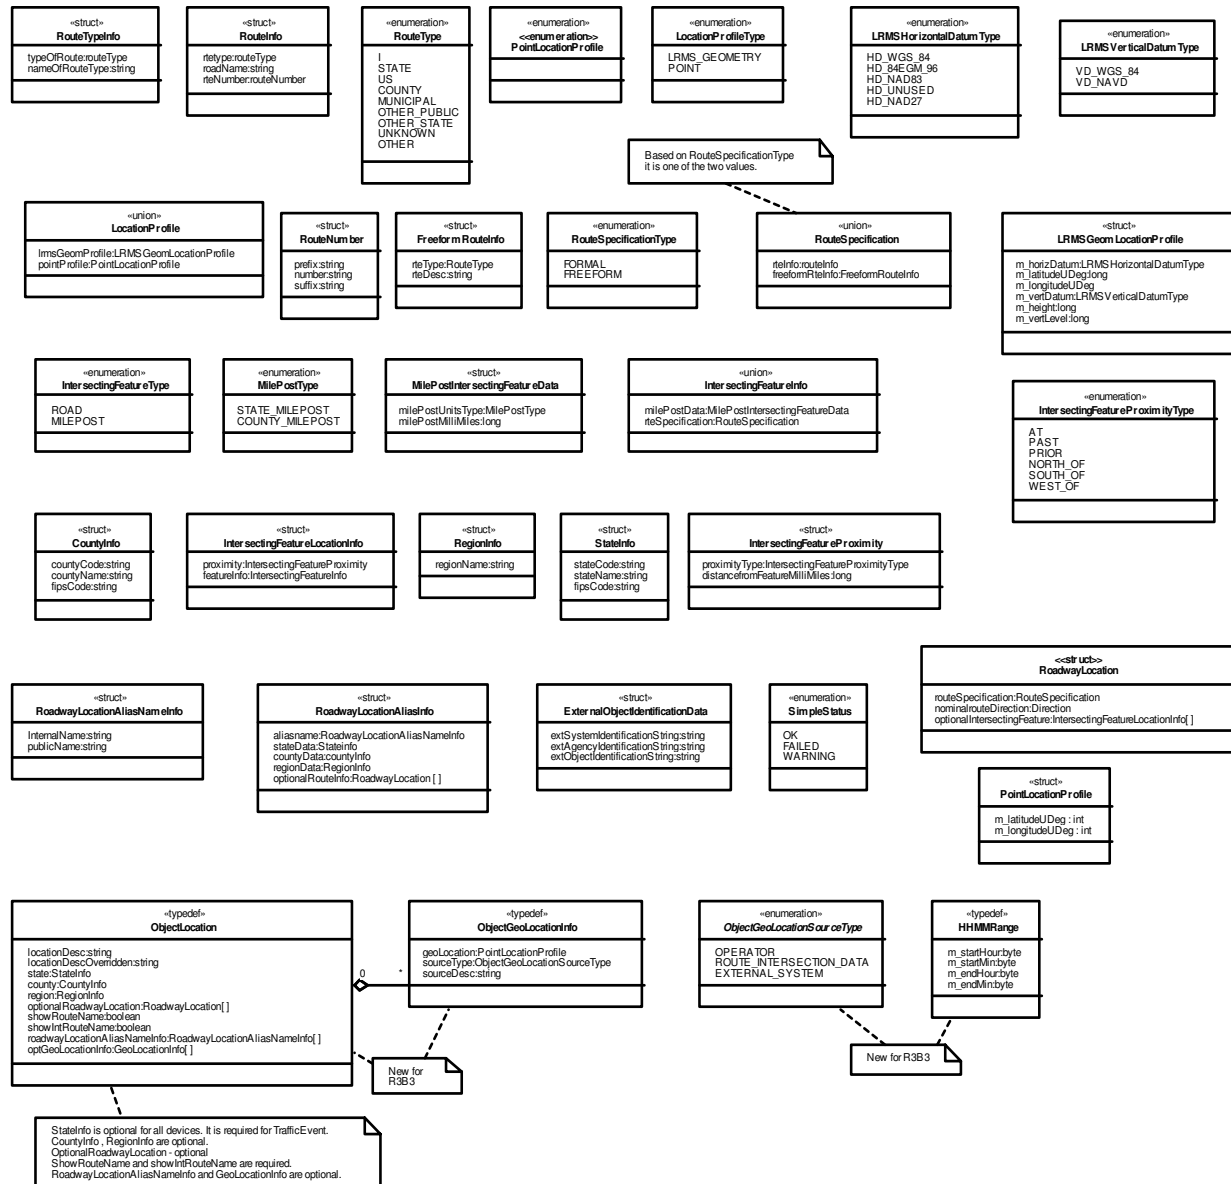 «struct»
RouteTypeInfo
typeOfRoute:routeType
nameOfRouteType:string
«struct»
RouteInfo
rtetype:routeType
roadName:string
rteNumber:routeNumber
«enumeration»
RouteType
I
STATE
US
COUNTY
MUNICIPAL
OTHER_PUBLIC
OTHER_STATE
UNKNOWN
OTHER
«enumeration»
<<enumeration>>
PointLocationProfile
«enumeration»
LocationProfileType
LRMS_GEOMETRY
POINT
«enumeration»
LRMSHorizontalDatumType
HD_WGS_84
HD_84EGM_96
HD_NAD83
HD_UNUSED
HD_NAD27
«enumeration»
LRMSVerticalDatumType
VD_WGS_84
VD_NAVD
Based on RouteSpecificationType
it is one of the two values.
«union»
LocationProfile
lrmsGeomProfile:LRMSGeomLocationProfile
pointProfile:PointLocationProfile
«struct»
RouteNumber
prefix:string
number:string
suffix:string
«struct»
FreeformRouteInfo
rteType:RouteType
rteDesc:string
«enumeration»
RouteSpecificationType
FORMAL
FREEFORM
«union»
RouteSpecification
rteInfo:routeInfo
freeformRteInfo:FreeformRouteInfo
«struct»
LRMSGeomLocationProfile
m_horizDatum:LRMSHorizontalDatumType
m_latitudeUDeg:long
m_longitudeUDeg
m_vertDatum:LRMSVerticalDatumType
m_height:long
m_vertLevel:long
«enumeration»
IntersectingFeatureType
ROAD
MILEPOST
«enumeration»
MilePostType
STATE_MILEPOST
COUNTY_MILEPOST
«struct»
MilePostIntersectingFeatureData
milePostUnitsType:MilePostType
milePostMilliMiles:long
«union»
IntersectingFeatureInfo
milePostData:MilePostIntersectingFeatureData
rteSpecification:RouteSpecification
«enumeration»
IntersectingFeatureProximityType
AT
PAST
PRIOR
NORTH_OF
SOUTH_OF
WEST_OF
«struct»
CountyInfo
countyCode:string
countyName:string
fipsCode:string
«struct»
IntersectingFeatureLocationInfo
proximity:IntersectingFeatureProximity
featureInfo:IntersectingFeatureInfo
«struct»
RegionInfo
regionName:string
«struct»
StateInfo
stateCode:string
stateName:string
fipsCode:string
«struct»
IntersectingFeatureProximity
proximityType:IntersectingFeatureProximityType
distancefromFeatureMilliMiles:long
<<struct>>
RoadwayLocation
routeSpecification:RouteSpecification
nominalrouteDirection:Direction
optionalIntersectingFeature:IntersectingFeatureLocationInfo[ ]
«struct»
RoadwayLocationAliasNameInfo
InternalName:string
publicName:string
«struct»
RoadwayLocationAliasInfo
aliasname:RoadwayLocationAliasNameInfo
stateData:Stateinfo
countyData:countyInfo
regionData:RegionInfo
optionalRouteInfo:RoadwayLocation [ ]
«struct»
ExternalObjectIdentificationData
extSystemIdentificationString:string
extAgencyIdentificationString:string
extObjectIdentificationString:string
«enumeration»
SimpleStatus
OK
FAILED
WARNING
«struct»
PointLocationProfile
m_latitudeUDeg : int
m_longitudeUDeg : int
«typedef»
ObjectLocation
locationDesc:string
locationDescOverridden:string
state:StateInfo
county:CountyInfo
region:RegionInfo
optionalRoadwayLocation:RoadwayLocation[ ]
showRouteName:boolean
showIntRouteName:boolean
roadwayLocationAliasNameInfo:RoadwayLocationAliasNameInfo[ ]
optGeoLocationInfo:GeoLocationInfo[ ]
0
*
«typedef»
ObjectGeoLocationInfo
geoLocation:PointLocationProfile
sourceType:ObjectGeoLocationSourceType
sourceDesc:string
«enumeration»
ObjectGeoLocationSourceType
OPERATOR
ROUTE_INTERSECTION_DATA
EXTERNAL_SYSTEM
«typedef»
HHMMRange
m_startHour:byte
m_startMin:byte
m_endHour:byte
m_endMin:byte
New for
R3B3
New for R3B3
StateInfo is optional for all devices. It is required for TrafficEvent.
CountyInfo , RegionInfo are optional.
OptionalRoadwayLocation - optional
ShowRouteName and showIntRouteName are required.
RoadwayLocationAliasNameInfo and GeoLocationInfo are optional.